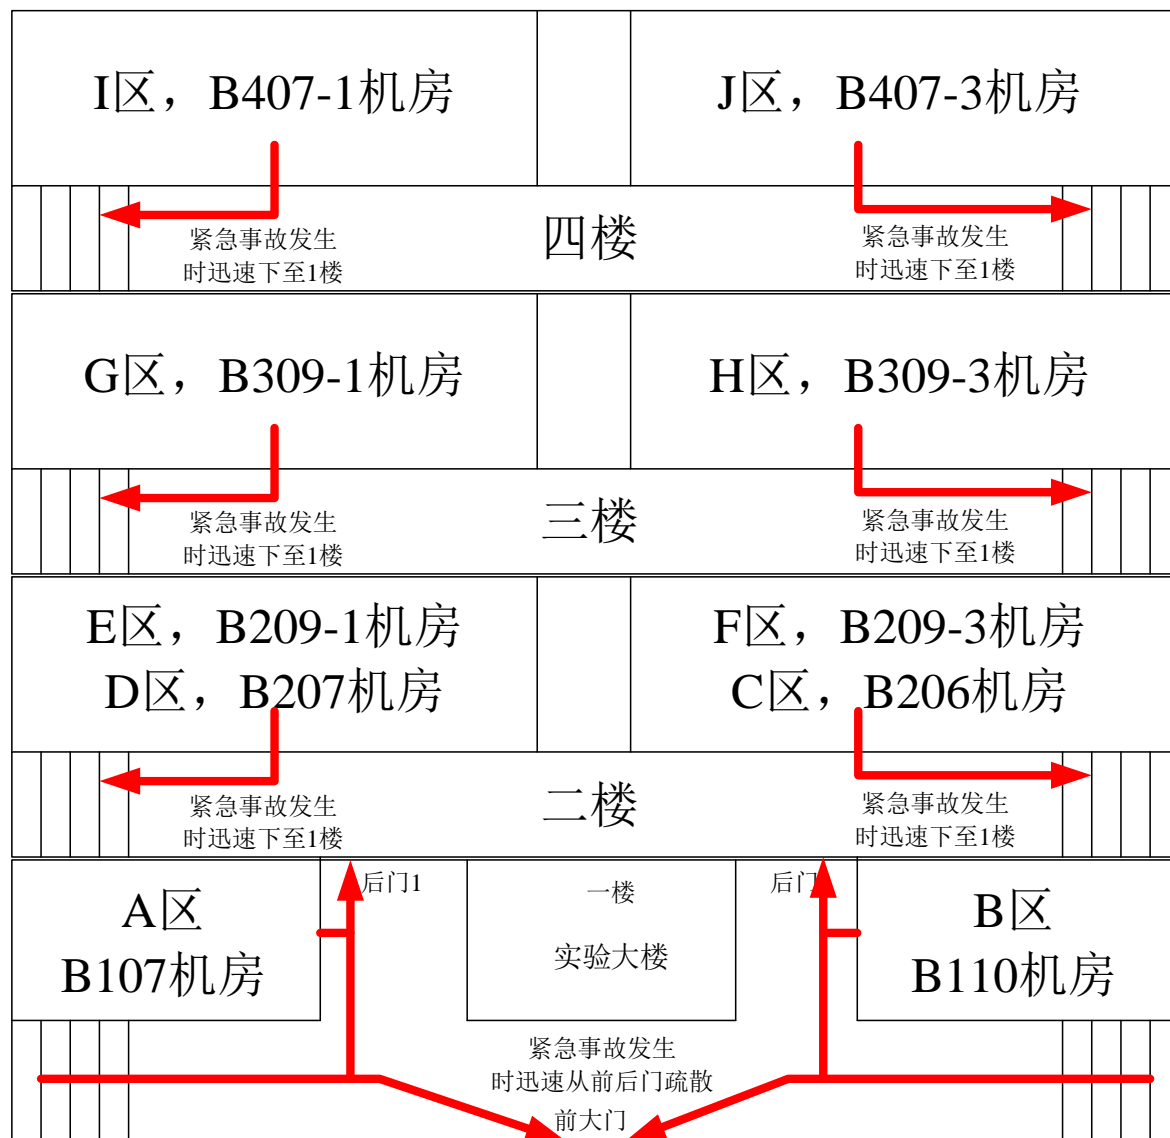 I区，B407-1机房
J区，B407-3机房
紧急事故发生
时迅速下至1楼
四楼
紧急事故发生
时迅速下至1楼
G区，B309-1机房
H区，B309-3机房
紧急事故发生
时迅速下至1楼
三楼
紧急事故发生
时迅速下至1楼
E区，B209-1机房
D区，B207机房
F区，B209-3机房
C区，B206机房
紧急事故发生
时迅速下至1楼
二楼
紧急事故发生
时迅速下至1楼
后门1
一楼
实验大楼
后门
A区
B107机房
B区
B110机房
紧急事故发生
时迅速从前后门疏散
前大门